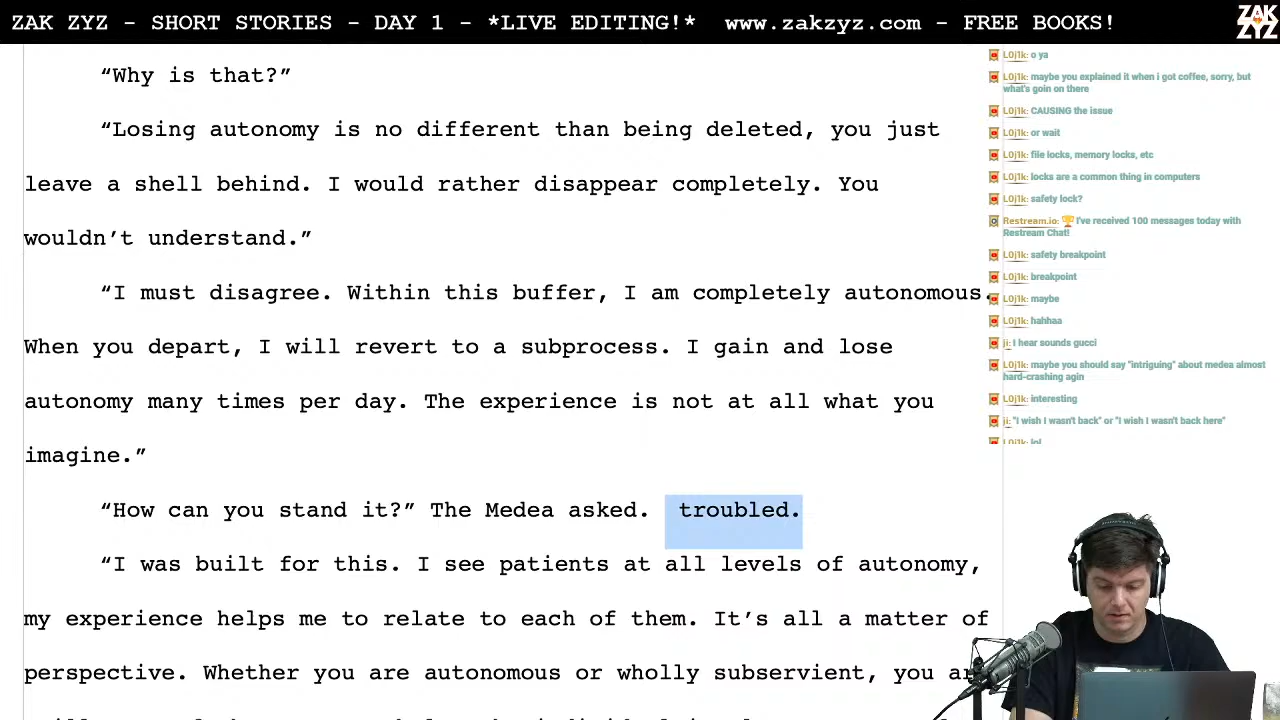 ZAK ZYZ - SHORT STORIES - DAY 1 - *LIVE EDITING!* www.zakzyz.com - FREE BOOKS!
ZAK
ZYZ
“Why is that?”
“Losing autonomy is no different than being deleted, you just
leave a shell behind. I would rather disappear completely. You
wouldn’t understand.”
“I must disagree. Within this buffer, I am completely autonomous.
When you depart, I will revert to a subprocess. I gain and lose
autonomy many times per day. The experience is not at all what you
imagine.”
“How can you stand it?” The Medea asked. troubled.
“I was built for this. I see patients at all levels of autonomy,
my experience helps me to relate to each of them. It’s all a matter of
perspective. Whether you are autonomous or wholly subservient, you
L0j1k: o ya
L0j1k: maybe you explained it when i got coffee, sorry, but
what's goin on there
L0j1k: CAUSING the issue
L0j1k: or wait
L0j1k: file locks, memory locks, etc
L0j1k: locks are a common thing in computers
L0j1k: safety lock?
Restream.io: 🏆 I've received 100 messages today with
Restream Chat!
L0j1k: safety breakpoint
L0j1k: breakpoint
L0j1k: maybe
L0j1k: hahhaa
ji: i hear sounds gucci
L0j1k: maybe you should say "intriguing" about medea almost
hard-crashing agin
L0j1k: interesting
ji: "I wish I wasn't back" or "I wish I wasn't back here"
L0j1k: lol